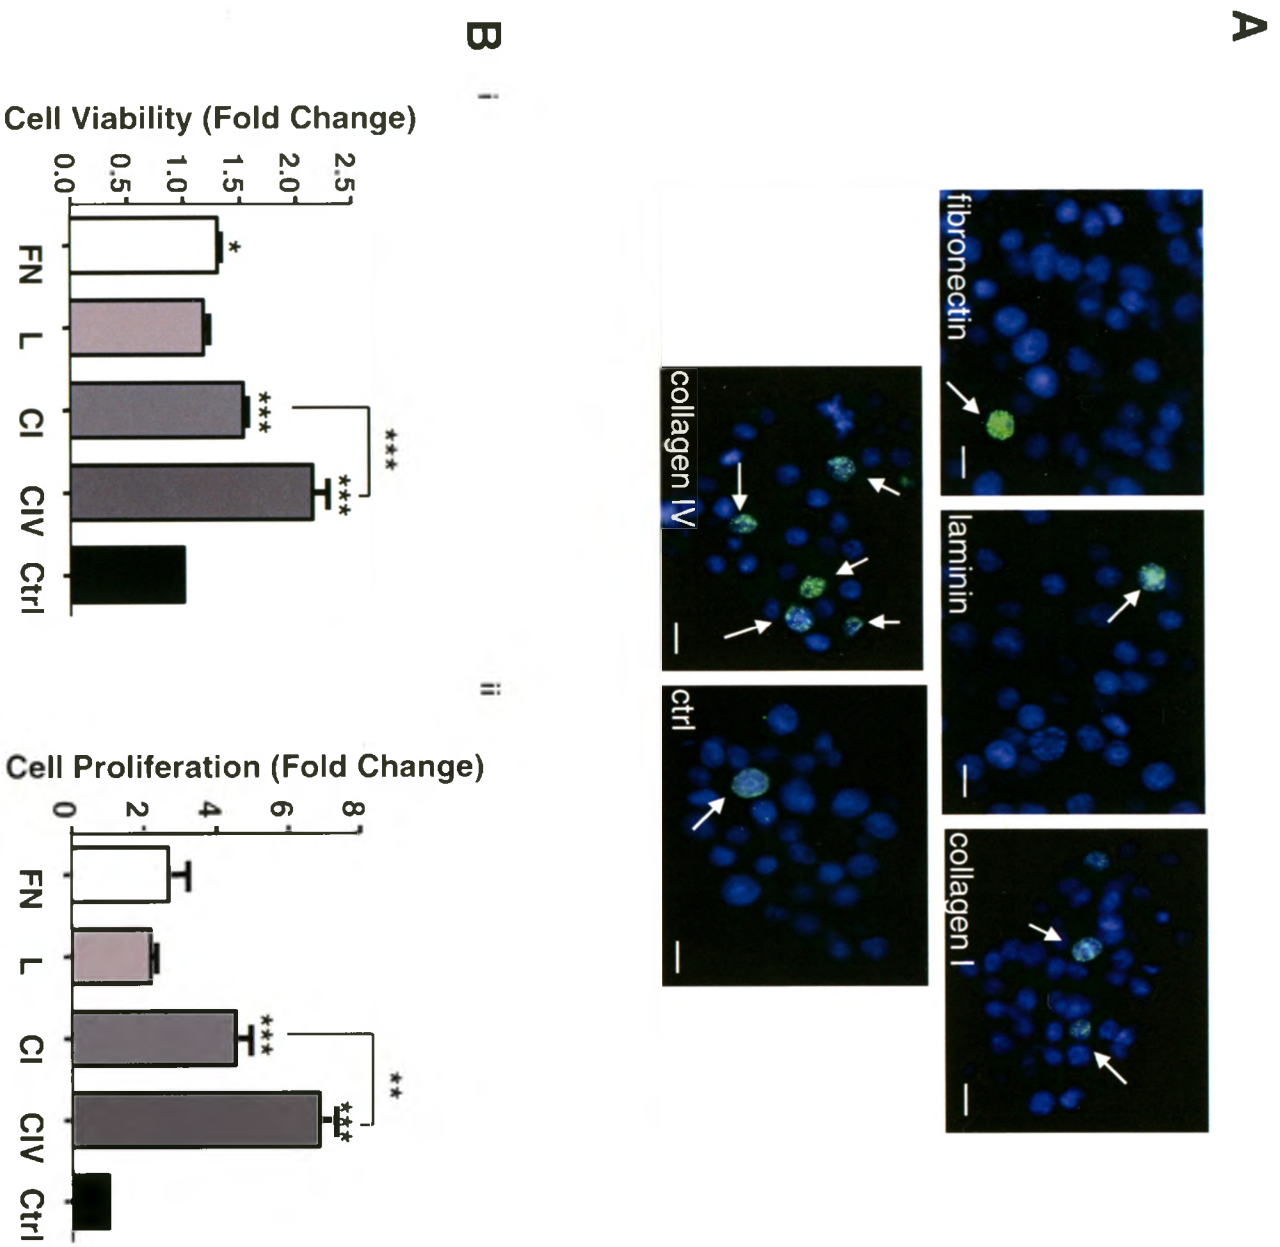 A
fibronectin
laminin
collagen I
collagen IV
ctrl
B
i
Cell Viability (Fold Change)
2.5
2.0
1.5
1.0
0.5
0.0
*
***
***
***
FN
L
CI
CIV
Ctrl
ii
Cell Proliferation (Fold Change)
8
6
4
2
0
***
***
**
FN
L
CI
CIV
Ctrl